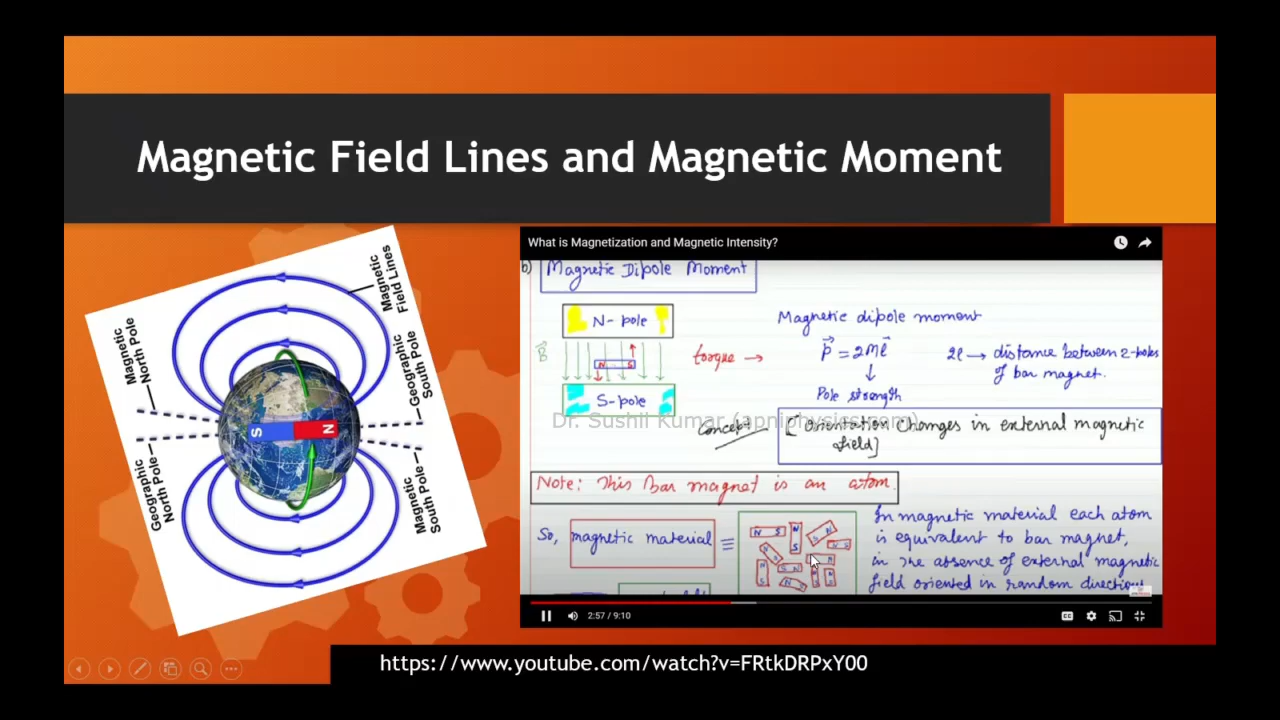 Magnetic Field Lines and Magnetic Moment
Magnetic
Field Lines
Magnetic
North Pole
Geographic
South Pole
S
N
Geographic
North Pole
Magnetic
South Pole
What is Magnetization and Magnetic Intensity?
b) Magnetic Dipole Moment
N-pole
B
N S
S-pole
torque →
Magnetic dipole moment
P = 2Ml
Pole strength
2l → distance between 2-poles
of bar magnet.
Dr. Sushil Kumar (apniphysics.com)
Concept
[Orientation Changes in external magnetic
field]
Note: This Bar magnet is an atom.
So, magnetic material ≡
In magnetic material each atom
is equivalent to bar magnet,
in the absence of external magnetic
field oriented in random directions
2:57 / 9:10
CC
https://www.youtube.com/watch?v=FRtkDRPxY00